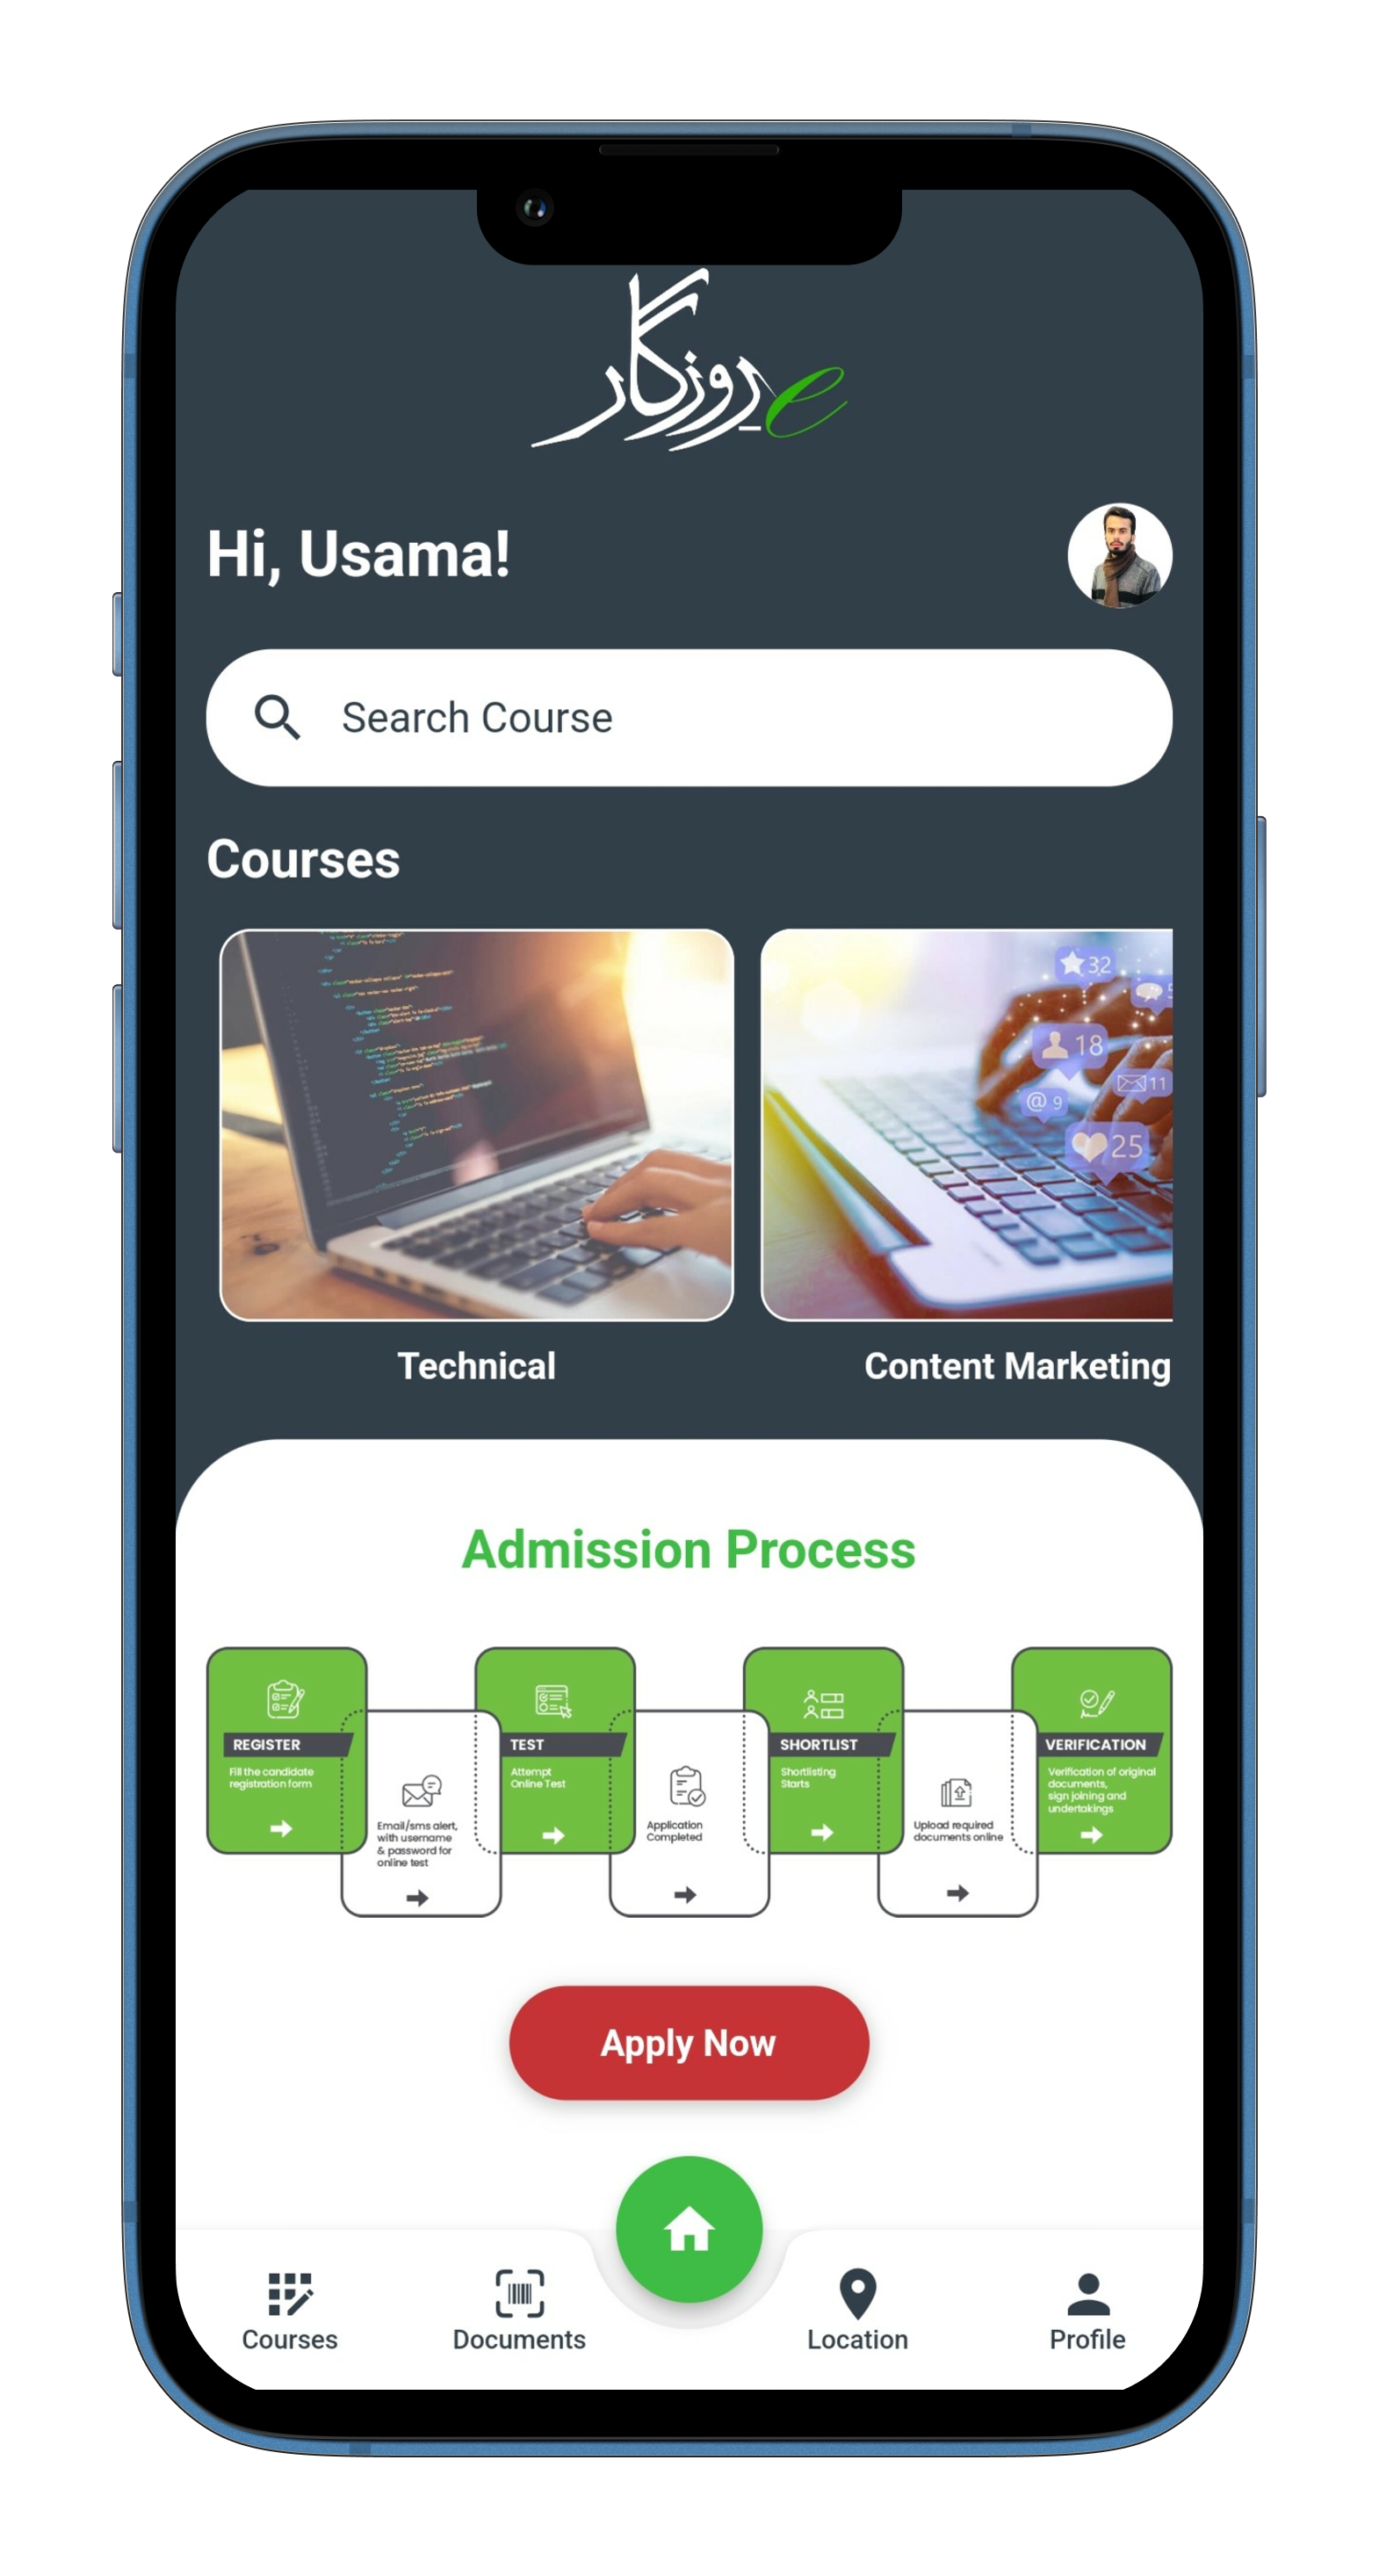 eروزگار
Hi, Usama!
Search Course
Courses
32
18
11
@ 9
25
Technical
Content Marketing
Admission Process
REGISTER
Fill the candidate
registration form
Email/sms alert,
with username
& password for
online test
TEST
Attempt
Online Test
Application
Completed
SHORTLIST
Shortlisting
Starts
Upload required
documents online
VERIFICATION
Verification of original
documents,
sign joining and
undertakings
Apply Now
Courses
Documents
Location
Profile